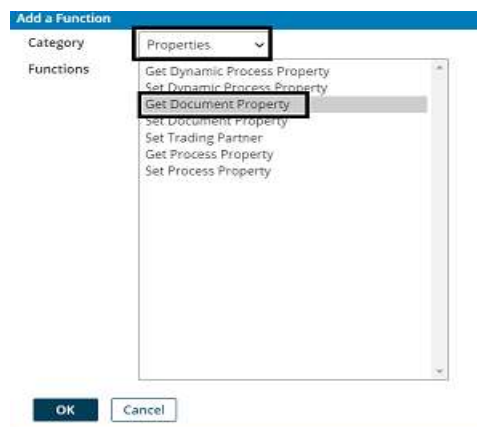 Add a Function
Category
Properties
Functions
Get Dynamic Process Property
Set Dynamic Process Property
Get Document Property
Set Document Property
Set Trading Partner
Get Process Property
Set Process Property
OK
Cancel